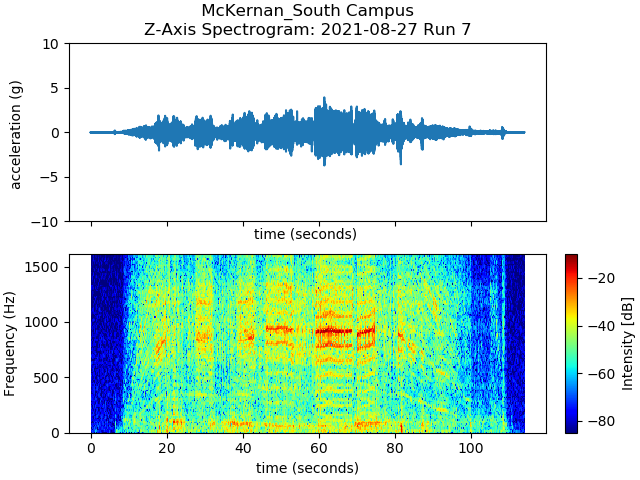 McKernan_South Campus
Z-Axis Spectrogram: 2021-08-27 Run 7
10
5
0
−5
−10
acceleration (g)
time (seconds)
1500
1000
500
0
Frequency (Hz)
0 20 40 60 80 100
time (seconds)
−20
−40
−60
−80
Intensity [dB]